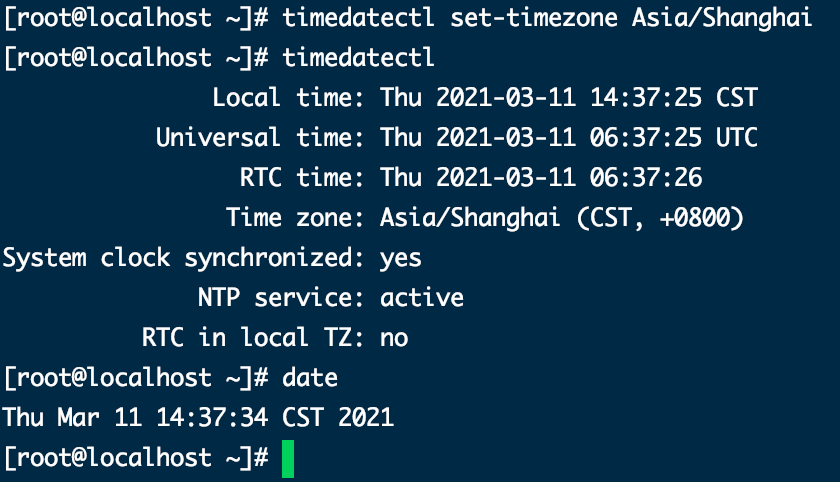 [root@localhost ~]# timedatectl set-timezone Asia/Shanghai
[root@localhost ~]# timedatectl
Local time: Thu 2021-03-11 14:37:25 CST
Universal time: Thu 2021-03-11 06:37:25 UTC
RTC time: Thu 2021-03-11 06:37:26
Time zone: Asia/Shanghai (CST, +0800)
System clock synchronized: yes
NTP service: active
RTC in local TZ: no
[root@localhost ~]# date
Thu Mar 11 14:37:34 CST 2021
[root@localhost ~]#